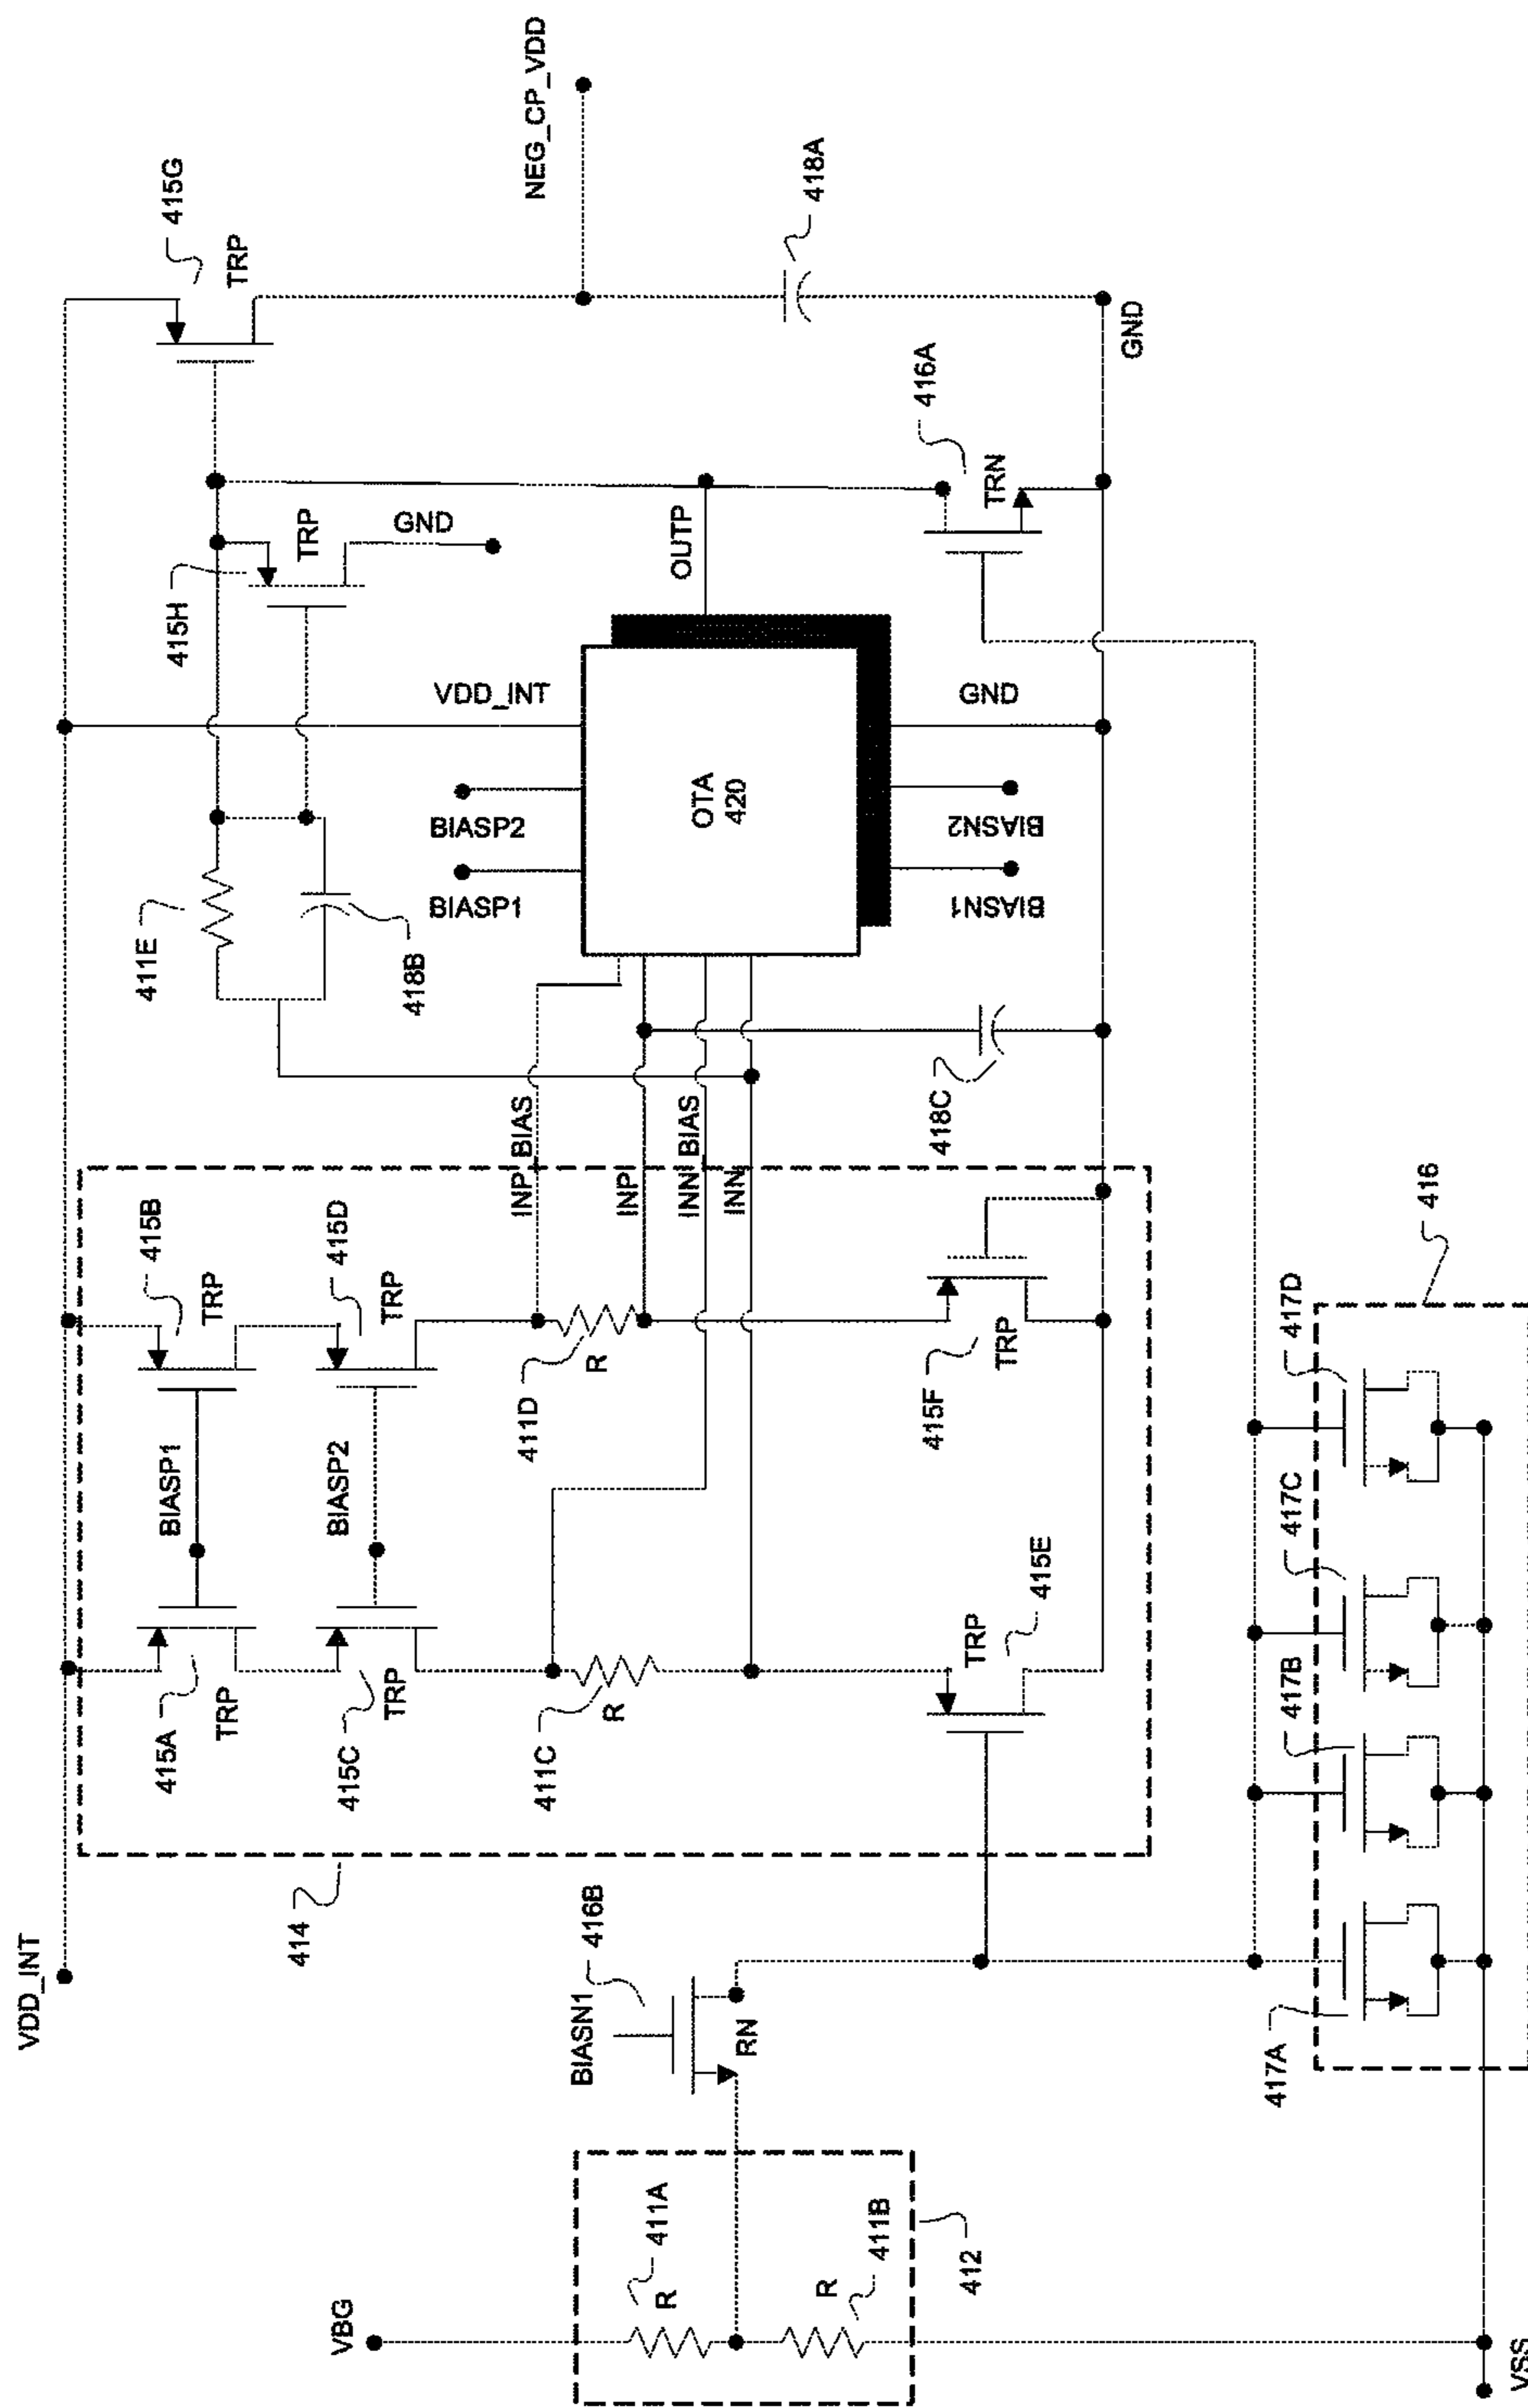 VDD_INT
VBG
411A
R
R
411B
412
VSS
BIASN1
416B
RN
414
415A
TRP
BIASP1
415B
TRP
415C
TRP
BIASP2
415D
TRP
411C
R
411D
R
INP_BIAS
INP
INN_BIAS
INN
TRP
415E
415F
TRP
417A
417B
417C
417D
416
411E
418B
415H
TRP
GND
415G
TRP
NEG_CP_VDD
BIASP1
BIASP2
VDD_INT
OTA
420
OUTP
BIASN1
BIASN2
GND
418C
416A
TRN
418A
GND